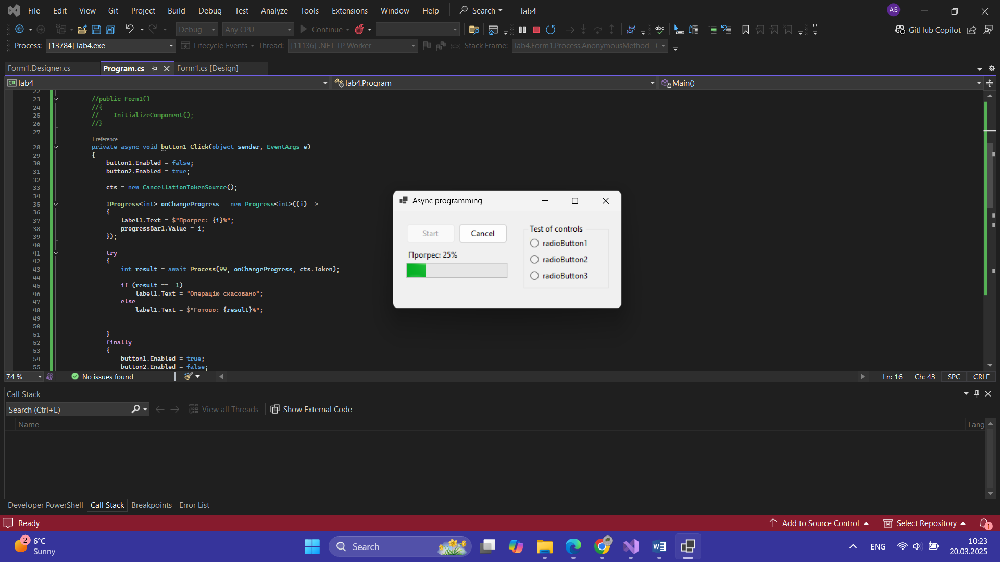 File Edit View Git Project Build Debug Test Analyze Tools Extensions Window Help Search lab4 АБ
Debug Any CPU Continue GitHub Copilot
Process: [13784] lab4.exe Lifecycle Events Thread: [11136] .NET TP Worker Stack Frame: lab4.Form1.Process.AnonymousMethod__(
Form1.Designer.cs Program.cs Form1.cs [Design]
C# lab4 lab4.Program Main()
22
23 //public Form1()
24 //{
25 // InitializeComponent();
26 //}
27
1 reference
28 private async void button1_Click(object sender, EventArgs e)
29 {
30 button1.Enabled = false;
31 button2.Enabled = true;
32
33 cts = new CancellationTokenSource();
34
35 IProgress<int> onChangeProgress = new Progress<int>((i) =>
36 {
37 label1.Text = $"Прогрес: {i}%";
38 progressBar1.Value = i;
39 });
40
41 try
42 {
43 int result = await Process(99, onChangeProgress, cts.Token);
44
45 if (result == -1)
46 label1.Text = "Операцію скасовано";
47 else
48 label1.Text = $"Готово: {result}%";
49
50
51 }
52 finally
53 {
54 button1.Enabled = true;
55 button2.Enabled = false;
Async programming
Start Cancel
Прогрес: 25%
Test of controls
radioButton1
radioButton2
radioButton3
74 % No issues found Ln: 16 Ch: 43 SPC CRLF
Call Stack
Search (Ctrl+E) View all Threads Show External Code
Name Lang
Developer PowerShell Call Stack Breakpoints Error List
Ready Add to Source Control Select Repository 1
2 6°C
Sunny
Search
ENG
10:23
20.03.2025